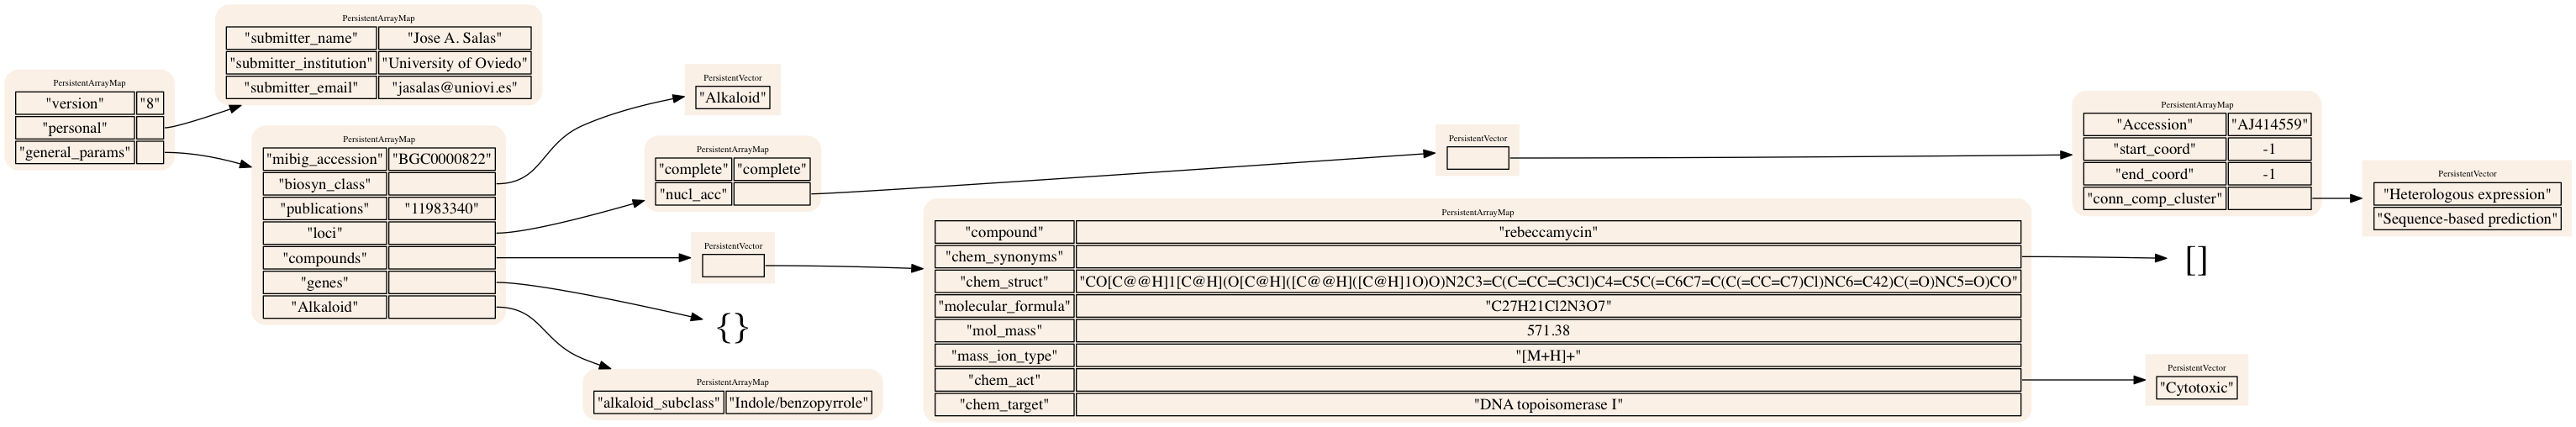 PersistentArrayMap
"version" "8"
"personal"
"general_params"
PersistentArrayMap
"submitter_name" "Jose A. Salas"
"submitter_institution" "University of Oviedo"
"submitter_email" "jasalas@uniovi.es"
PersistentArrayMap
"mibig_accession" "BGC0000822"
"biosyn_class"
"publications" "11983340"
"loci"
"compounds"
"genes"
"Alkaloid"
PersistentVector
"Alkaloid"
PersistentArrayMap
"complete" "complete"
"nucl_acc"
PersistentVector
{}
PersistentArrayMap
"alkaloid_subclass" "Indole/benzopyrrole"
PersistentVector
PersistentArrayMap
"compound" "rebeccamycin"
"chem_synonyms"
"chem_struct" "CO[C@@H]1[C@H](O[C@H]([C@@H]([C@H]1O)O)N2C3=C(C=CC=C3Cl)C4=C5C(=C6C7=C(C(=CC=C7)Cl)NC6=C42)C(=O)NC5=O)CO"
"molecular_formula" "C27H21Cl2N3O7"
"mol_mass" 571.38
"mass_ion_type" "[M+H]+"
"chem_act"
"chem_target" "DNA topoisomerase I"
PersistentArrayMap
"Accession" "AJ414559"
"start_coord" -1
"end_coord" -1
"conn_comp_cluster"
PersistentVector
"Heterologous expression"
"Sequence-based prediction"
[]
PersistentVector
"Cytotoxic"